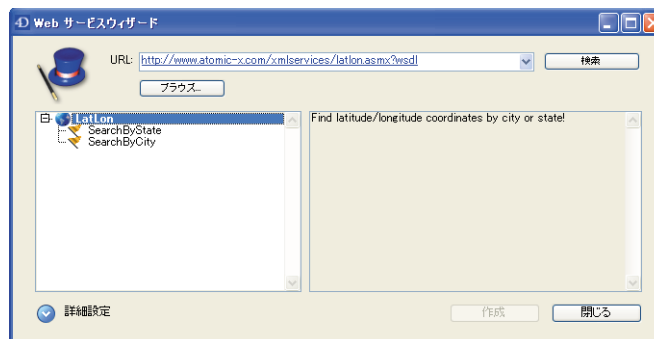 4D Web サービスウィザード
URL: http://www.atomic-x.com/xmlservices/latlon.asmx?wsdl 検索
ブラウズ...
LatLon
SearchByState
SearchByCity
Find latitude/longitude coordinates by city or state!
詳細設定
作成 閉じる